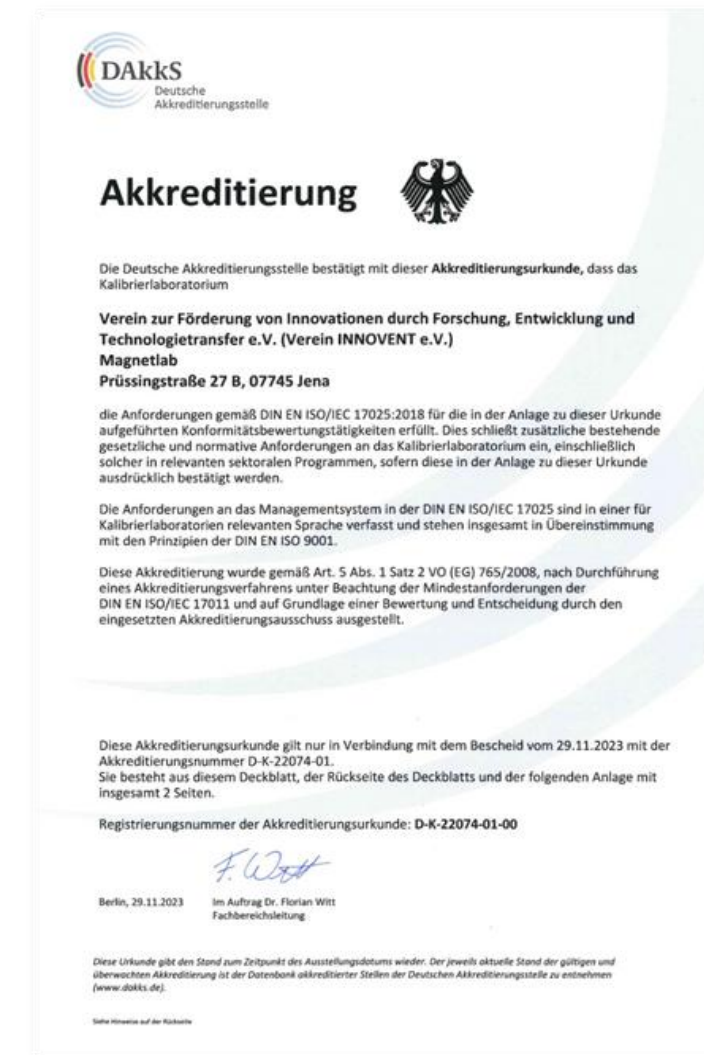 DAkkS
Deutsche
Akkreditierungsstelle
Akkreditierung
Die Deutsche Akkreditierungsstelle bestätigt mit dieser Akkreditierungsurkunde, dass das
Kalibrierlaboratorium
Verein zur Förderung von Innovationen durch Forschung, Entwicklung und
Technologietransfer e.V. (Verein INNOVENT e.V.)
Magnetlab
Prüssingstraße 27 B, 07745 Jena
die Anforderungen gemäß DIN EN ISO/IEC 17025:2018 für die in der Anlage zu dieser Urkunde
aufgeführten Konformitätsbewertungstätigkeiten erfüllt. Dies schließt zusätzliche bestehende
gesetzliche und normative Anforderungen an das Kalibrierlaboratorium ein, einschließlich
solcher in relevanten sektoralen Programmen, sofern diese in der Anlage zu dieser Urkunde
ausdrücklich bestätigt werden.
Die Anforderungen an das Managementsystem in der DIN EN ISO/IEC 17025 sind in einer für
Kalibrierlaboratorien relevanten Sprache verfasst und stehen insgesamt in Übereinstimmung
mit den Prinzipien der DIN EN ISO 9001.
Diese Akkreditierung wurde gemäß Art. 5 Abs. 1 Satz 2 VO (EG) 765/2008, nach Durchführung
eines Akkreditierungsverfahrens unter Beachtung der Mindestanforderungen der
DIN EN ISO/IEC 17011 und auf Grundlage einer Bewertung und Entscheidung durch den
eingesetzten Akkreditierungsausschuss ausgestellt.
Diese Akkreditierungsurkunde gilt nur in Verbindung mit dem Bescheid vom 29.11.2023 mit der
Akkreditierungsnummer D-K-22074-01.
Sie besteht aus diesem Deckblatt, der Rückseite des Deckblatts und der folgenden Anlage mit
insgesamt 2 Seiten.
Registrierungsnummer der Akkreditierungsurkunde: D-K-22074-01-00
F. Witt
Berlin, 29.11.2023 Im Auftrag Dr. Florian Witt
Fachbereichsleitung
Diese Urkunde gibt den Stand zum Zeitpunkt des Ausstellungsdatums wieder. Der jeweils aktuelle Stand der gültigen und
überwachten Akkreditierung ist der Datenbank akkreditierter Stellen der Deutschen Akkreditierungsstelle zu entnehmen
(www.dakks.de).
Siehe Hinweise auf der Rückseite